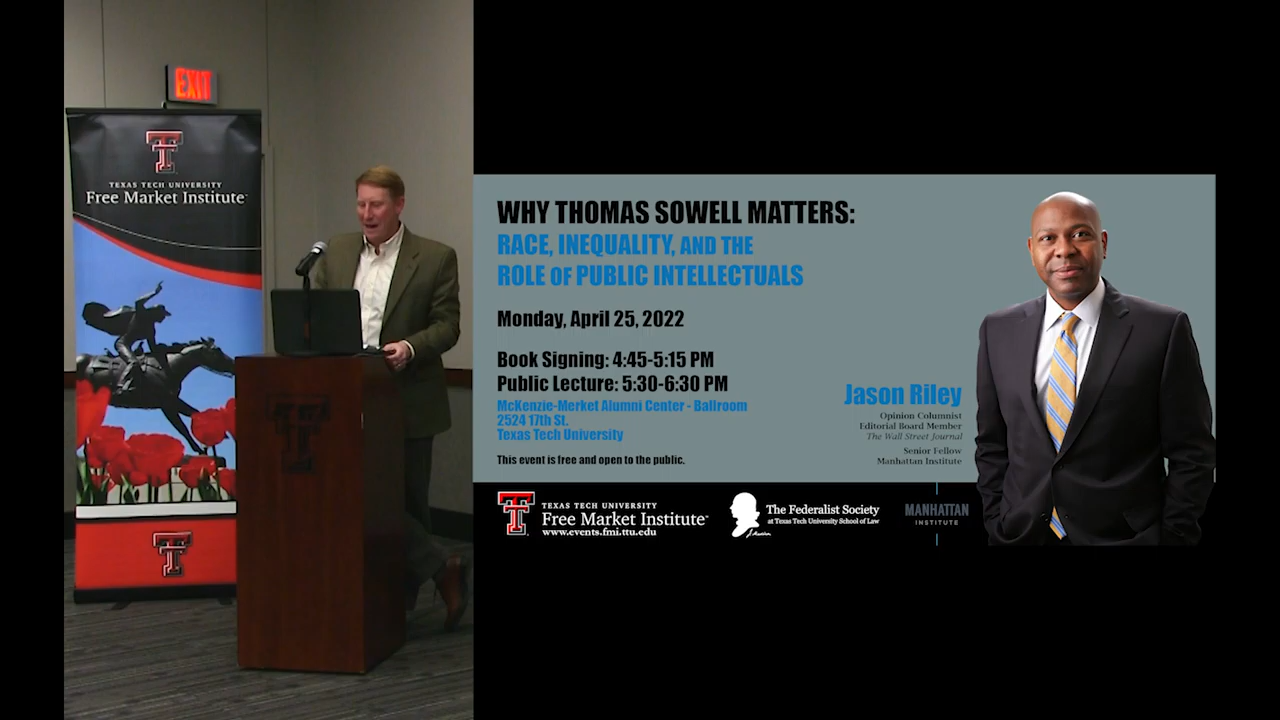 EXIT
TEXAS TECH UNIVERSITY
Free Market Institute
WHY THOMAS SOWELL MATTERS:
RACE, INEQUALITY, AND THE
ROLE OF PUBLIC INTELLECTUALS
Monday, April 25, 2022
Book Signing: 4:45-5:15 PM
Public Lecture: 5:30-6:30 PM
McKenzie-Merket Alumni Center - Ballroom
2524 17th St.
Texas Tech University
This event is free and open to the public.
Jason Riley
Opinion Columnist
Editorial Board Member
The Wall Street Journal
Senior Fellow
Manhattan Institute
TEXAS TECH UNIVERSITY
Free Market Institute™
www.events.fmi.ttu.edu
The Federalist Society
at Texas Tech University School of Law
MANHATTAN
INSTITUTE